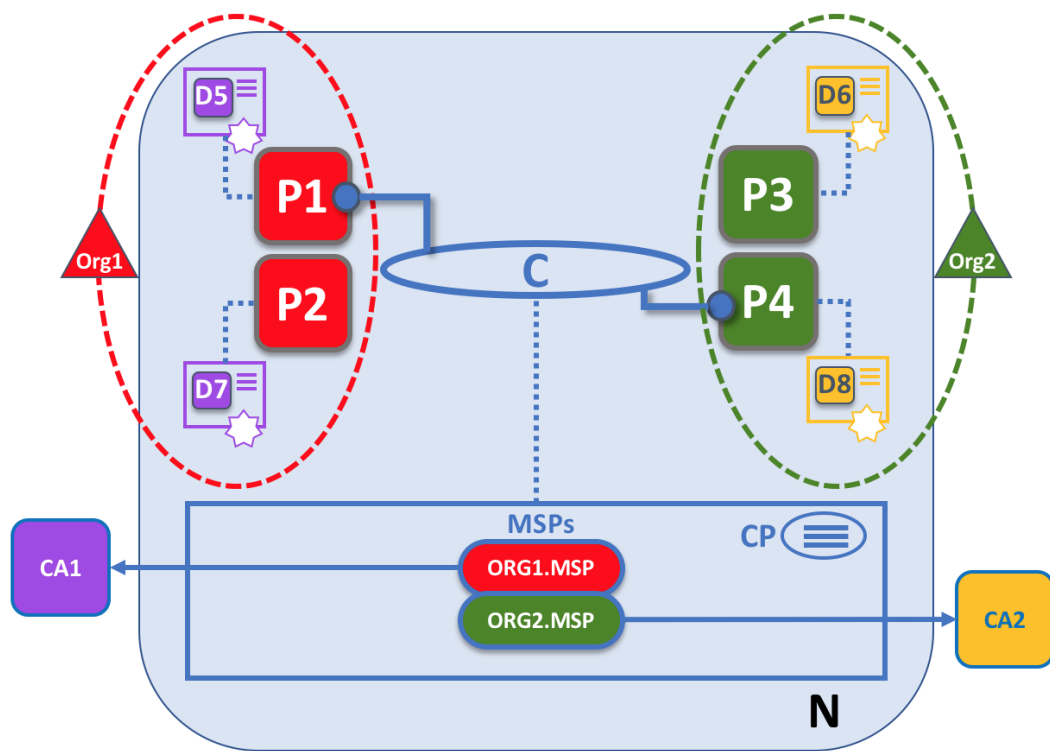 D5
D6
P1
P3
Org1
Org2
C
P2
P4
D7
D8
MSPs
CP
ORG1.MSP
CA1
ORG2.MSP
CA2
N